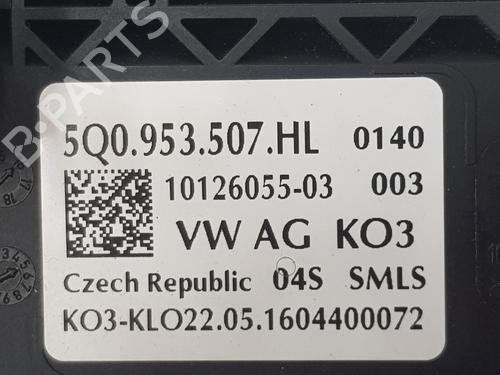 B-PARTS
5Q0.953.507.HL 0140
10126055-03 003
VW AG KO3
Czech Republic 04S SMLS
KO3-KLO22.05.1604400072